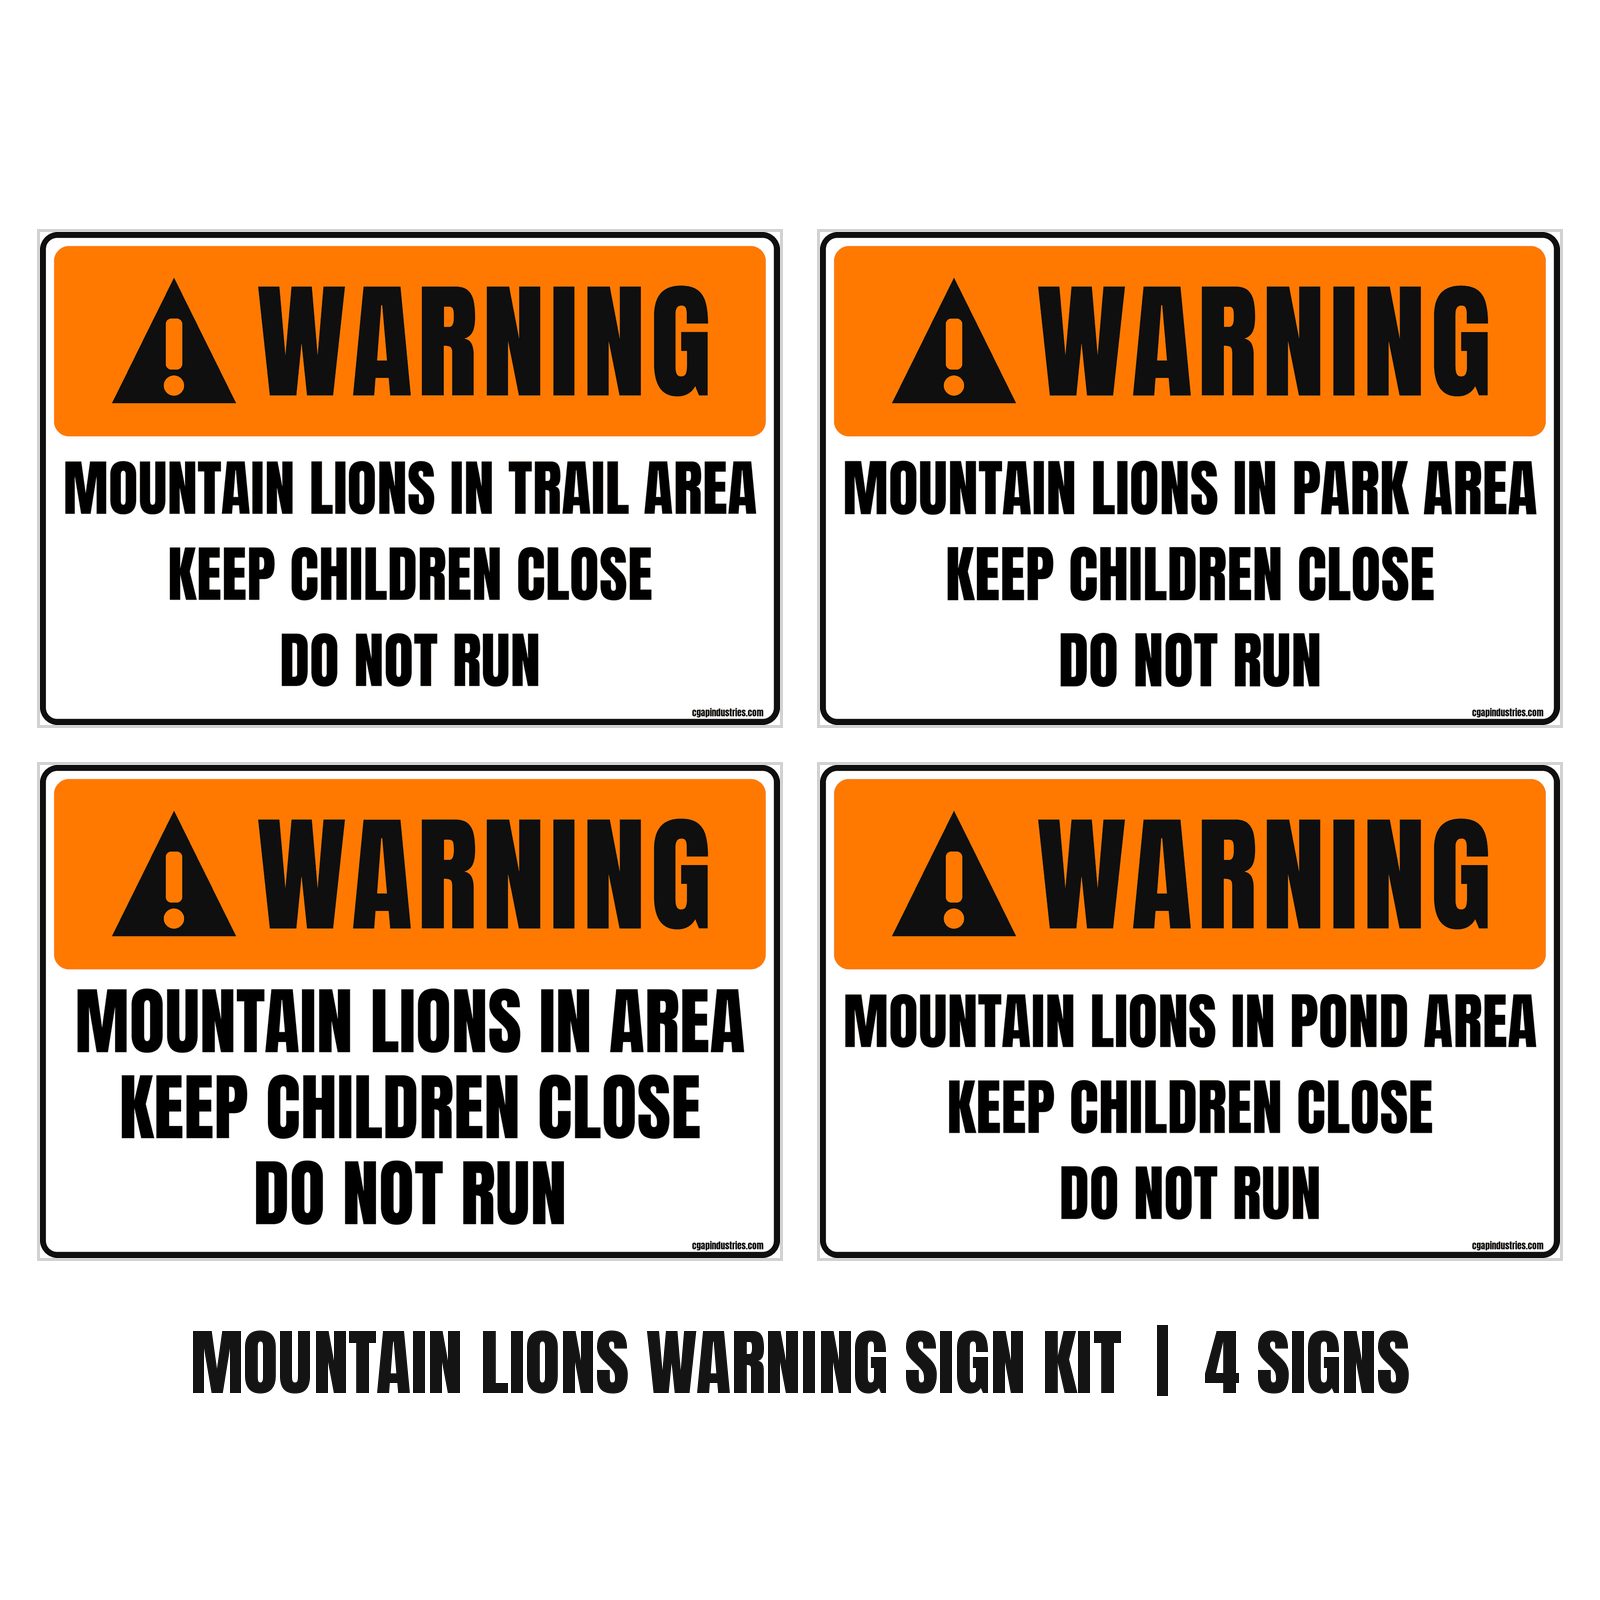 WARNING
MOUNTAIN LIONS IN TRAIL AREA
KEEP CHILDREN CLOSE
DO NOT RUN
cgapindustries.com
WARNING
MOUNTAIN LIONS IN PARK AREA
KEEP CHILDREN CLOSE
DO NOT RUN
cgapindustries.com
WARNING
MOUNTAIN LIONS IN AREA
KEEP CHILDREN CLOSE
DO NOT RUN
cgapindustries.com
WARNING
MOUNTAIN LIONS IN POND AREA
KEEP CHILDREN CLOSE
DO NOT RUN
cgapindustries.com
MOUNTAIN LIONS WARNING SIGN KIT | 4 SIGNS